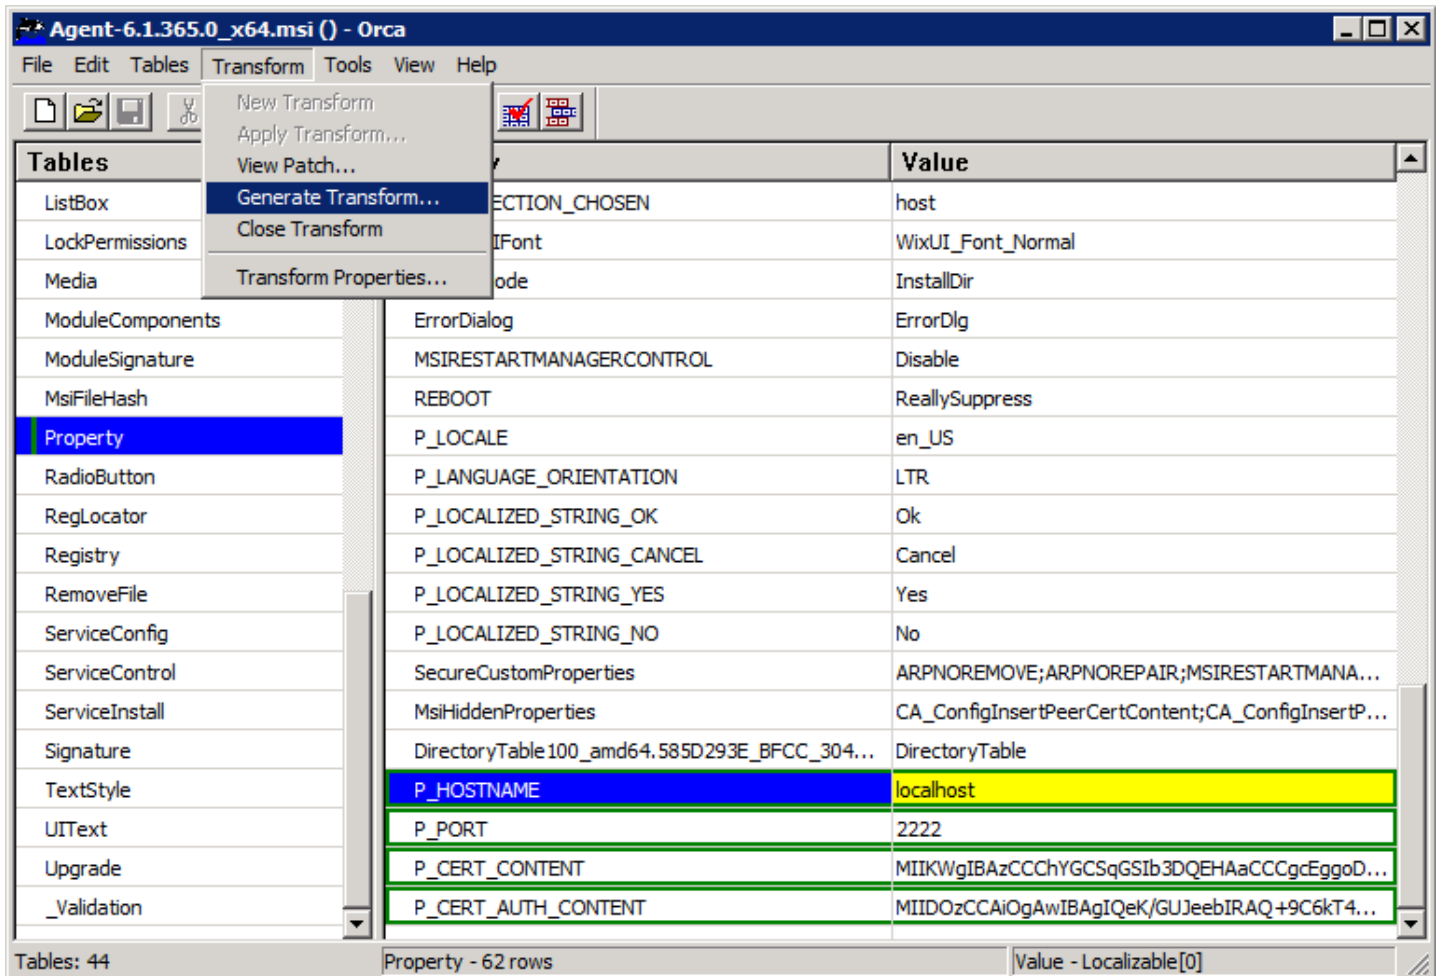 Agent-6.1.365.0_x64.msi () - Orca
File Edit Tables Transform Tools View Help
New Transform
Apply Transform...
View Patch...
Generate Transform...
Close Transform
Transform Properties...
Tables Value
ListBox ECTION_CHOSEN host
LockPermissions IFont WixUI_Font_Normal
Media ode InstallDir
ModuleComponents ErrorDialog ErrorDlg
ModuleSignature MSIRESTARTMANAGERCONTROL Disable
MsiFileHash REBOOT ReallySuppress
Property P_LOCALE en_US
RadioButton P_LANGUAGE_ORIENTATION LTR
RegLocator P_LOCALIZED_STRING_OK Ok
Registry P_LOCALIZED_STRING_CANCEL Cancel
RemoveFile P_LOCALIZED_STRING_YES Yes
ServiceConfig P_LOCALIZED_STRING_NO No
ServiceControl SecureCustomProperties ARPNOREMOVE;ARPNOREPAIR;MSIRESTARTMANA...
ServiceInstall MsiHiddenProperties CA_ConfigInsertPeerCertContent;CA_ConfigInsertP...
Signature DirectoryTable100_amd64.585D293E_BFCC_304... DirectoryTable
TextStyle P_HOSTNAME localhost
UIText P_PORT 2222
Upgrade P_CERT_CONTENT MIIKWgIBAzCCChYGCSqGSIb3DQEHAaCCCgcEggoD...
_Validation P_CERT_AUTH_CONTENT MIIDOzCCAiOgAwIBAgIQeK/GUJeebIRAQ+9C6kT4...
Tables: 44 Property - 62 rows Value - Localizable[0]